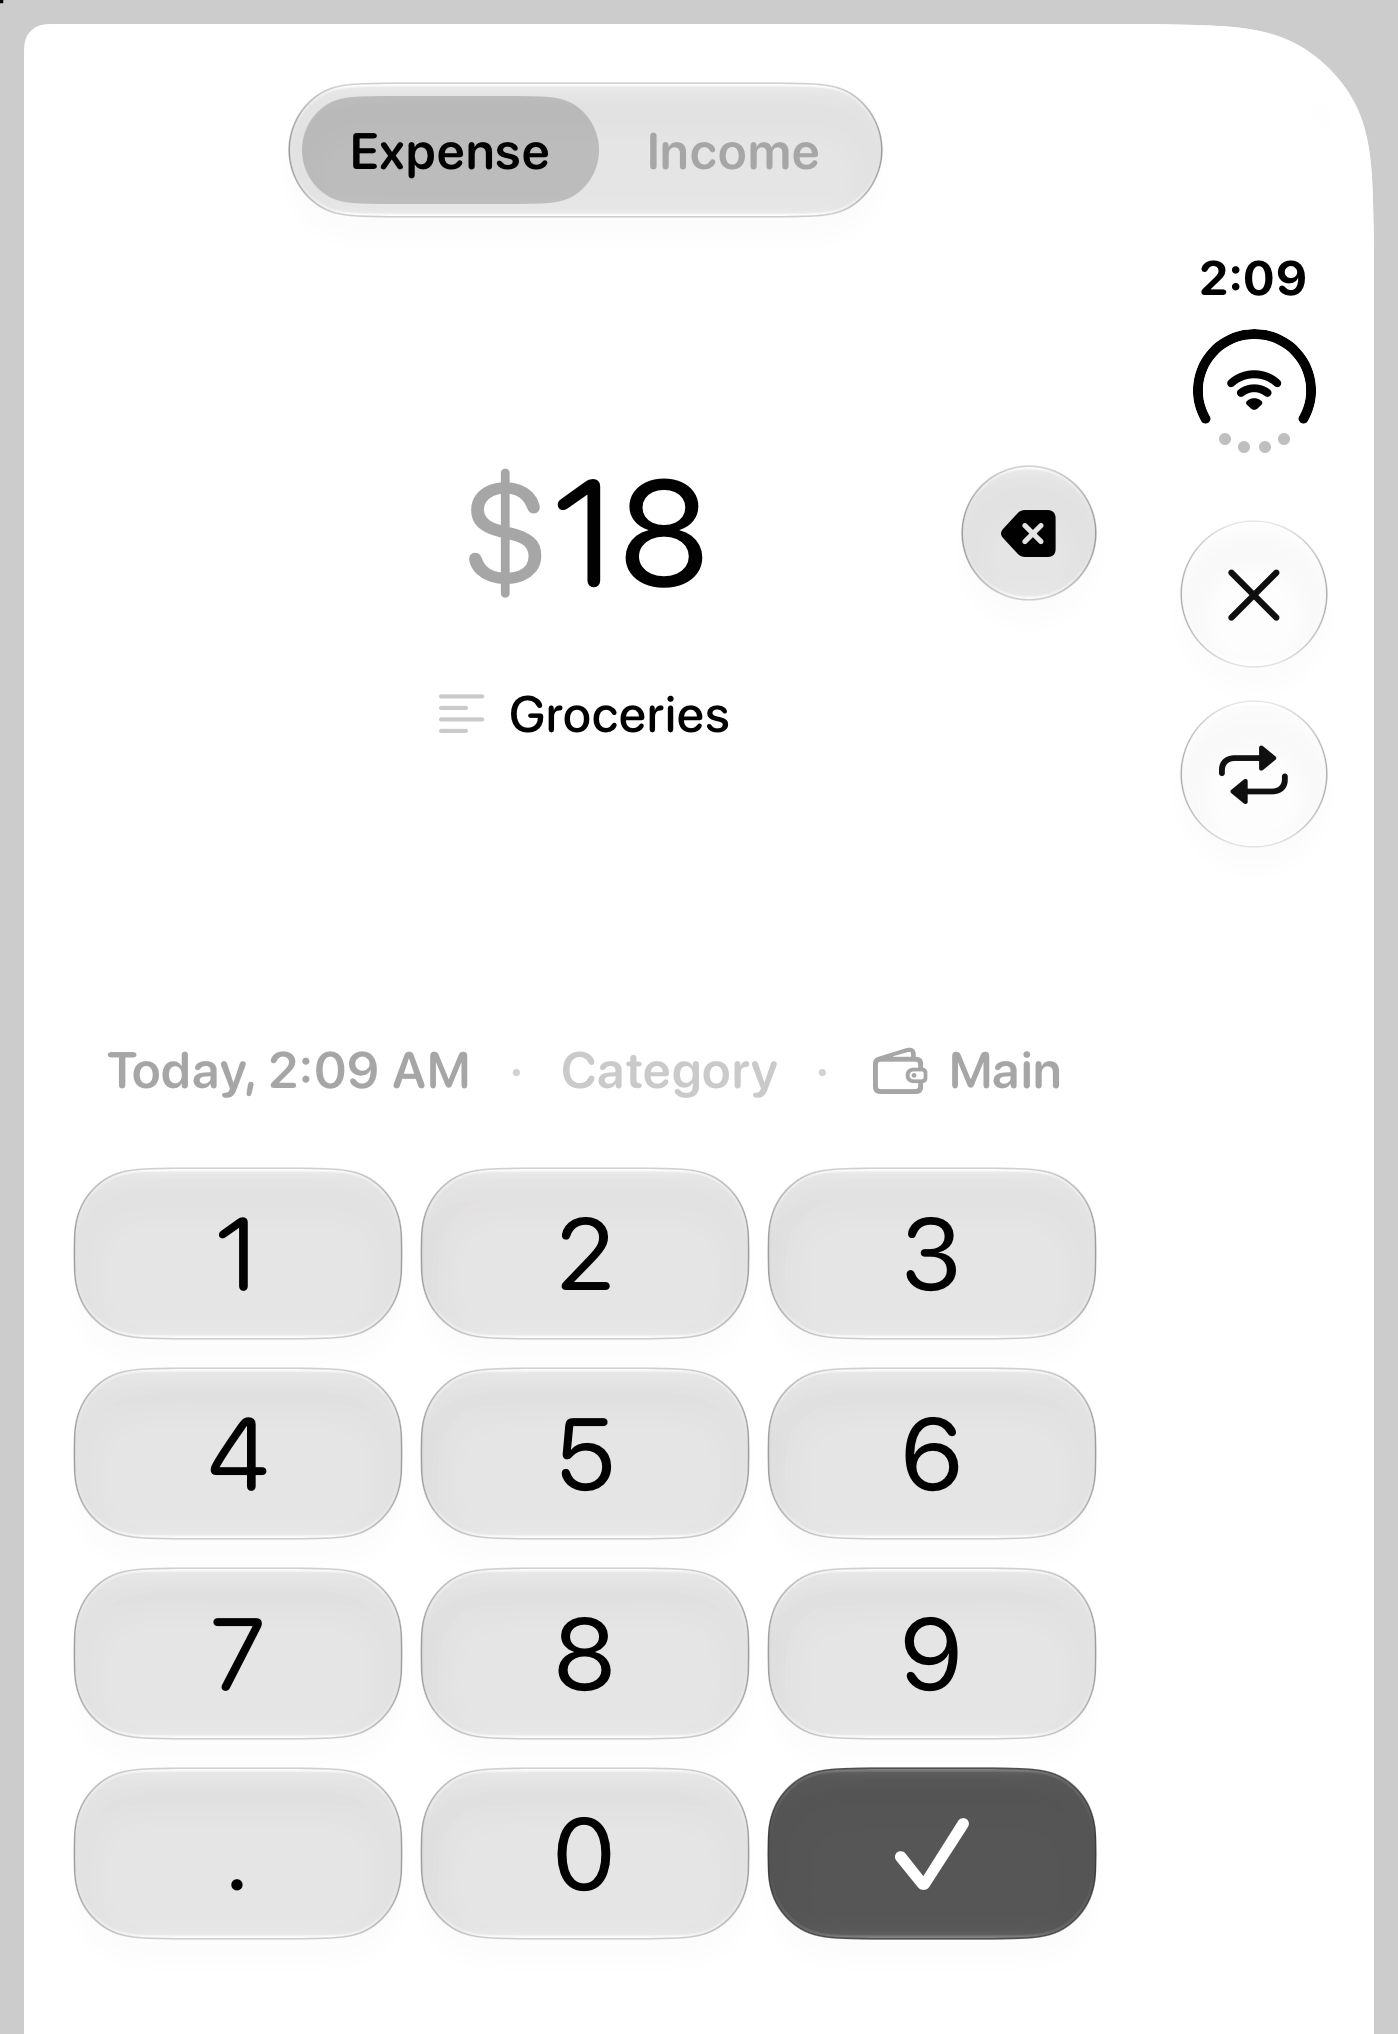 Expense Income
2:09
$18
Groceries
Today, 2:09 AM · Category · Main
1 2 3
4 5 6
7 8 9
. 0